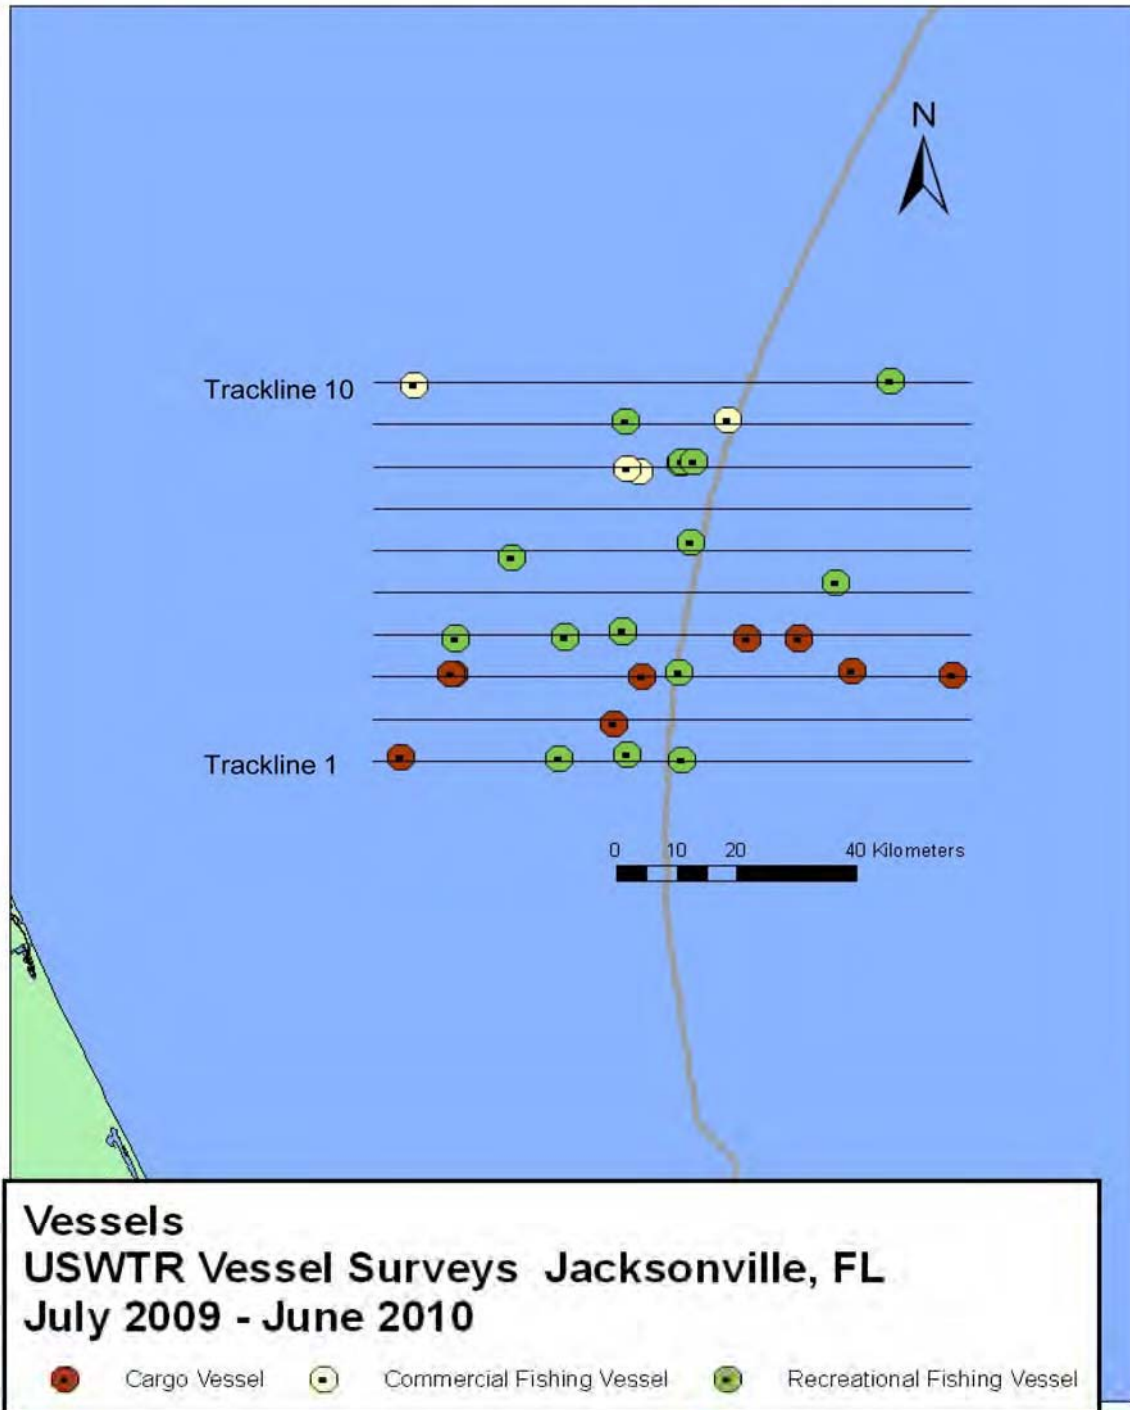 N
Trackline 10
Trackline 1
0 10 20 40 Kilometers
Vessels
USWTR Vessel Surveys Jacksonville, FL
July 2009 - June 2010
Cargo Vessel Commercial Fishing Vessel Recreational Fishing Vessel